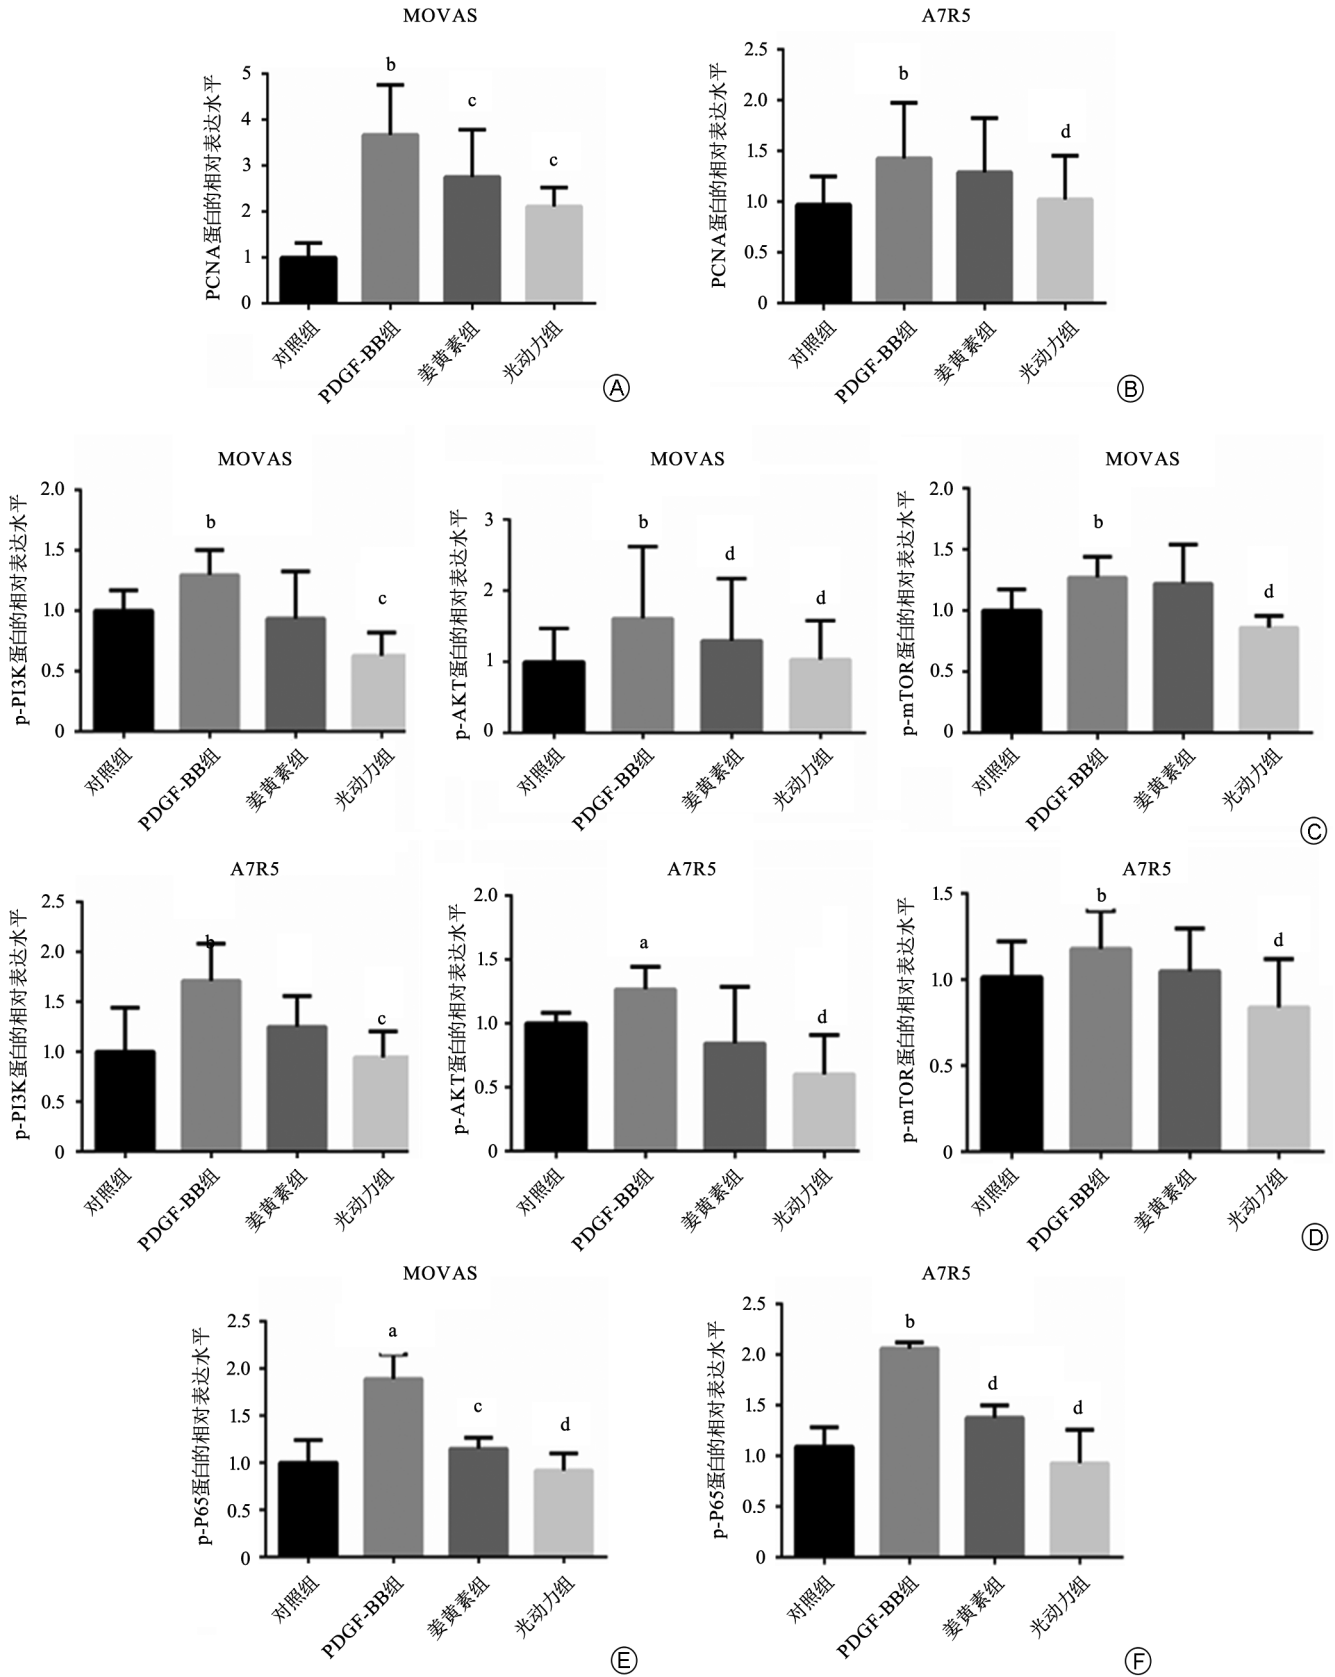 MOVAS
PCNA蛋白的相对表达水平
5
4
3
2
1
0
b
c
c
对照组
PDGF-BB组
姜黄素组
光动力组
A
A7R5
PCNA蛋白的相对表达水平
2.5
2.0
1.5
1.0
0.5
0
b
d
对照组
PDGF-BB组
姜黄素组
光动力组
B
MOVAS
p-PI3K蛋白的相对表达水平
2.0
1.5
1.0
0.5
0
b
c
对照组
PDGF-BB组
姜黄素组
光动力组
MOVAS
p-AKT蛋白的相对表达水平
3
2
1
0
b
d
d
对照组
PDGF-BB组
姜黄素组
光动力组
MOVAS
p-mTOR蛋白的相对表达水平
2.0
1.5
1.0
0.5
0
b
d
对照组
PDGF-BB组
姜黄素组
光动力组
C
A7R5
p-PI3K蛋白的相对表达水平
2.5
2.0
1.5
1.0
0.5
0
b
c
对照组
PDGF-BB组
姜黄素组
光动力组
A7R5
p-AKT蛋白的相对表达水平
2.0
1.5
1.0
0.5
0
a
d
对照组
PDGF-BB组
姜黄素组
光动力组
A7R5
p-mTOR蛋白的相对表达水平
1.5
1.0
0.5
0
b
d
对照组
PDGF-BB组
姜黄素组
光动力组
D
MOVAS
p-P65蛋白的相对表达水平
2.5
2.0
1.5
1.0
0.5
0
a
c
d
对照组
PDGF-BB组
姜黄素组
光动力组
E
A7R5
p-P65蛋白的相对表达水平
2.5
2.0
1.5
1.0
0.5
0
b
d
d
对照组
PDGF-BB组
姜黄素组
光动力组
F